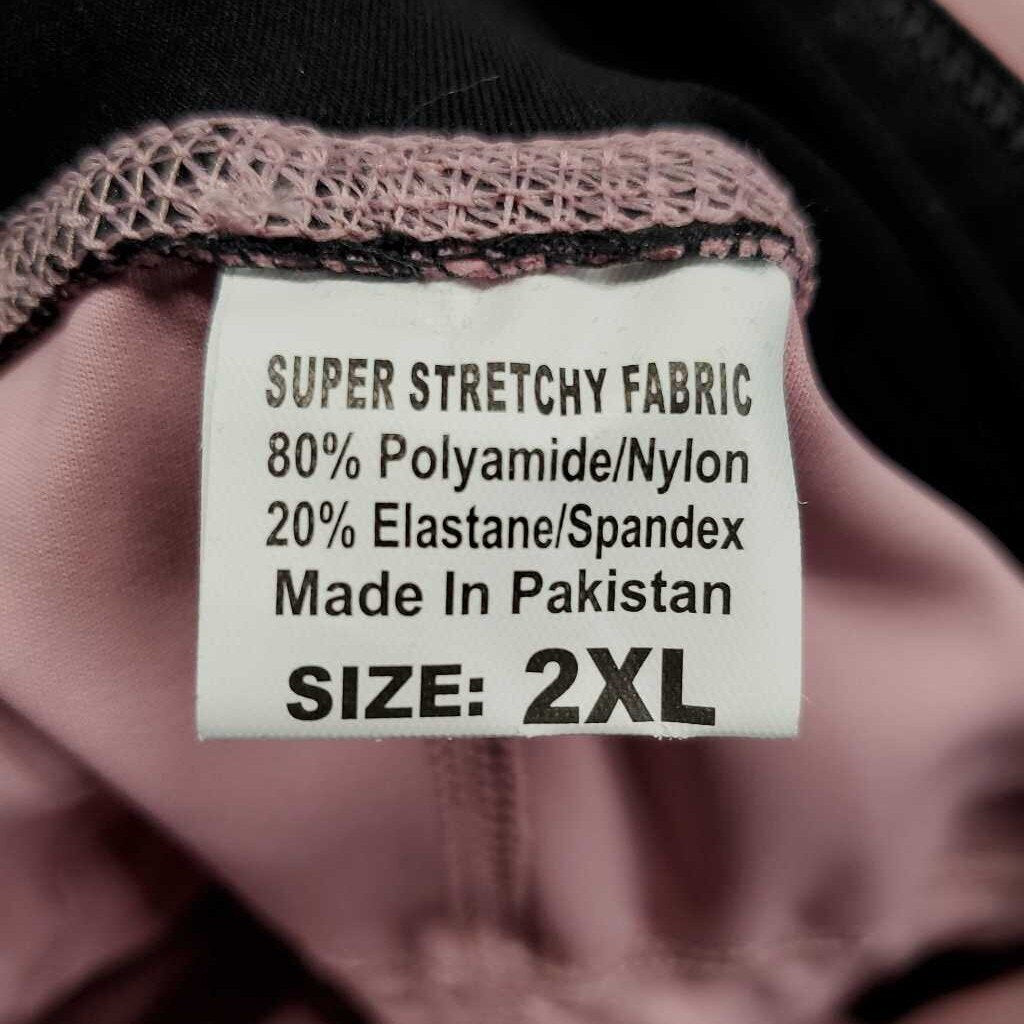 SUPER STRETCHY FABRIC
80% Polyamide/Nylon
20% Elastane/Spandex
Made In Pakistan
SIZE: 2XL